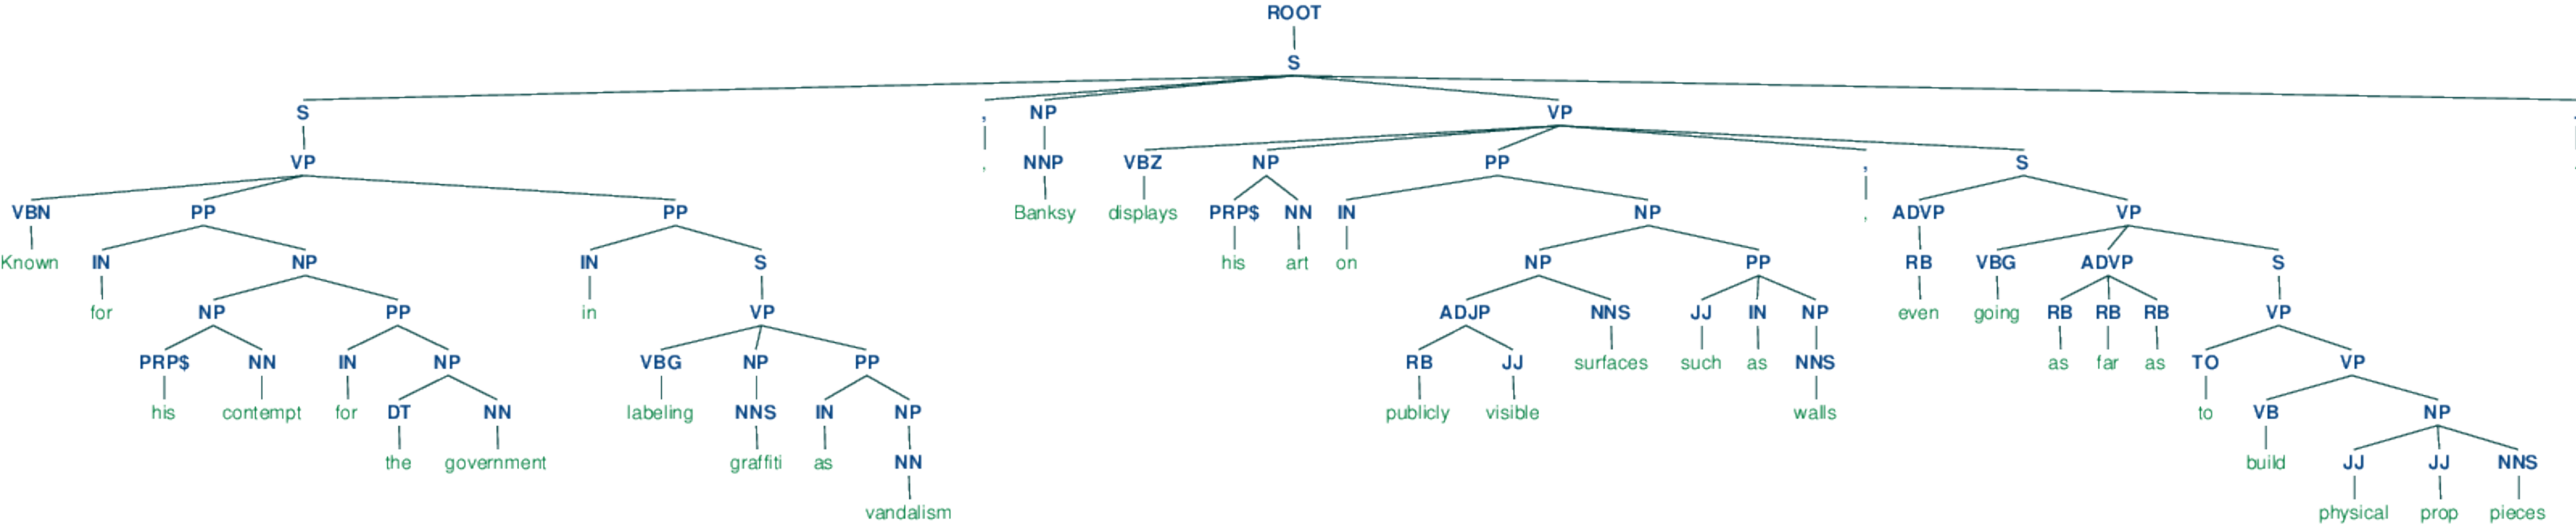 ROOT
S
S , NP VP
VP , NNP VBZ NP PP , S
VBN PP PP Banksy displays PRP$ NN IN NP , ADVP VP
Known IN NP IN S his art on NP PP RB VBG ADVP S
for NP PP in VP ADJP NNS JJ IN NP even going RB RB RB VP
PRP$ NN IN NP VBG NP PP RB JJ surfaces such as NNS as far as TO VP
his contempt for DT NN labeling NNS IN NP publicly visible walls to VB NP
the government graffiti as NN build JJ JJ NNS
vandalism physical prop pieces